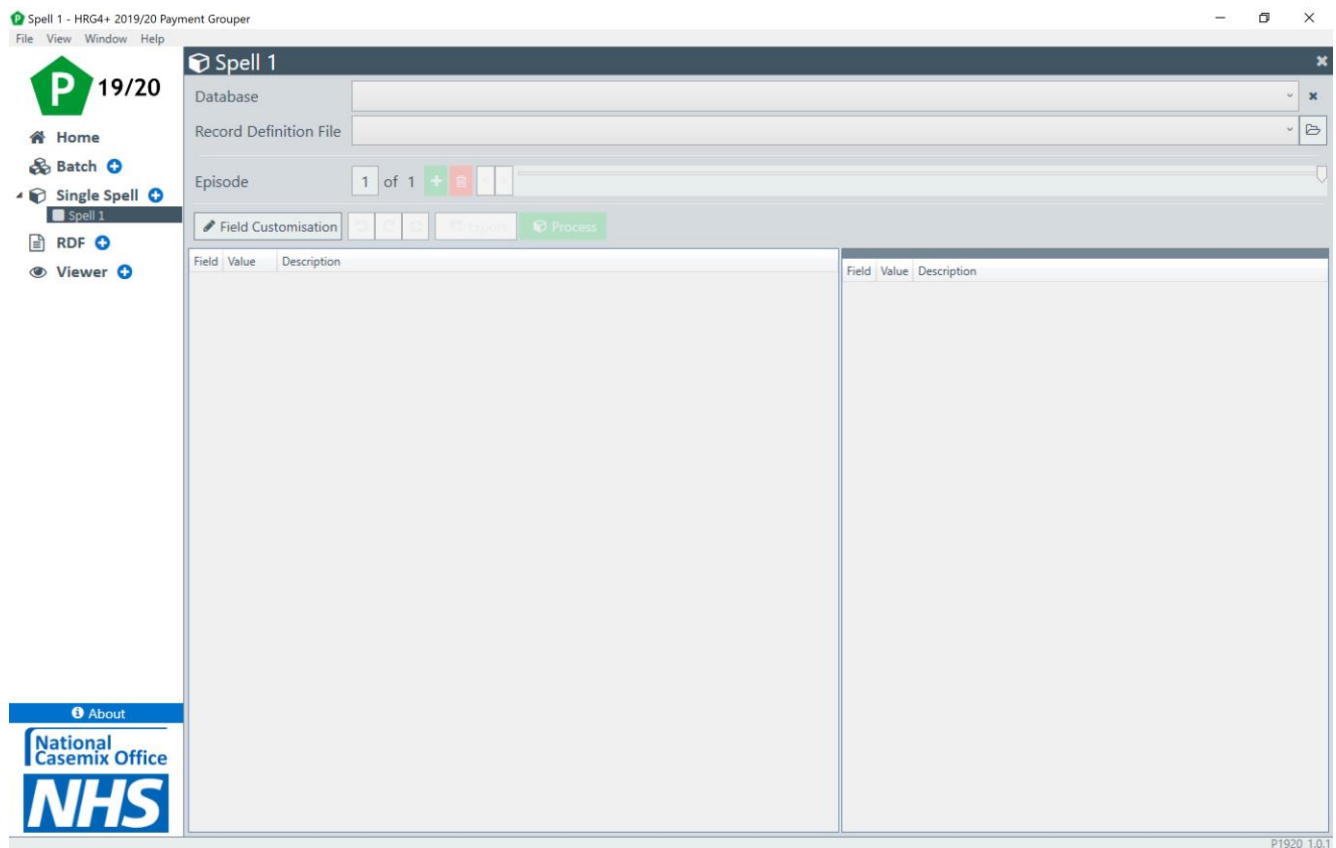 Spell 1 - HRG4+ 2019/20 Payment Grouper
File View Window Help
P 19/20
Home
Batch
Single Spell
Spell 1
RDF
Viewer
Spell 1
Database
Record Definition File
Episode 1 of 1
Field Customisation Export Process
Field Value Description
Field Value Description
About
National
Casemix Office
NHS
P1920 1.0.1